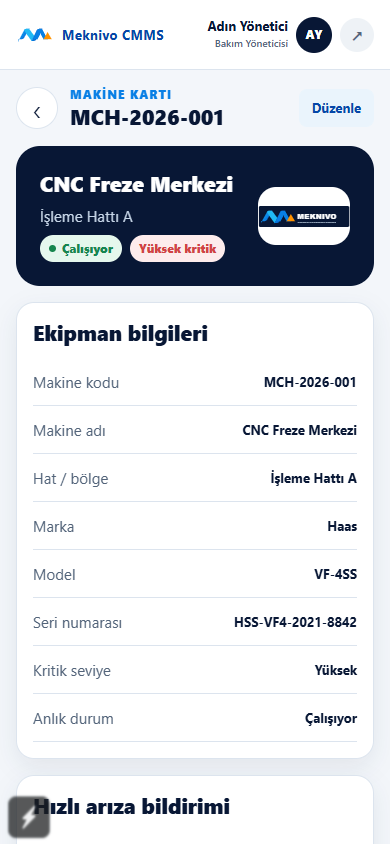 Meknivo CMMS
Adın Yönetici
Bakım Yöneticisi
AY
MAKİNE KARTI
MCH-2026-001
Düzenle
CNC Freze Merkezi
İşleme Hattı A
Çalışıyor
Yüksek kritik
MEKNIVO
Ekipman bilgileri
Makine kodu MCH-2026-001
Makine adı CNC Freze Merkezi
Hat / bölge İşleme Hattı A
Marka Haas
Model VF-4SS
Seri numarası HSS-VF4-2021-8842
Kritik seviye Yüksek
Anlık durum Çalışıyor
Hızlı arıza bildirimi